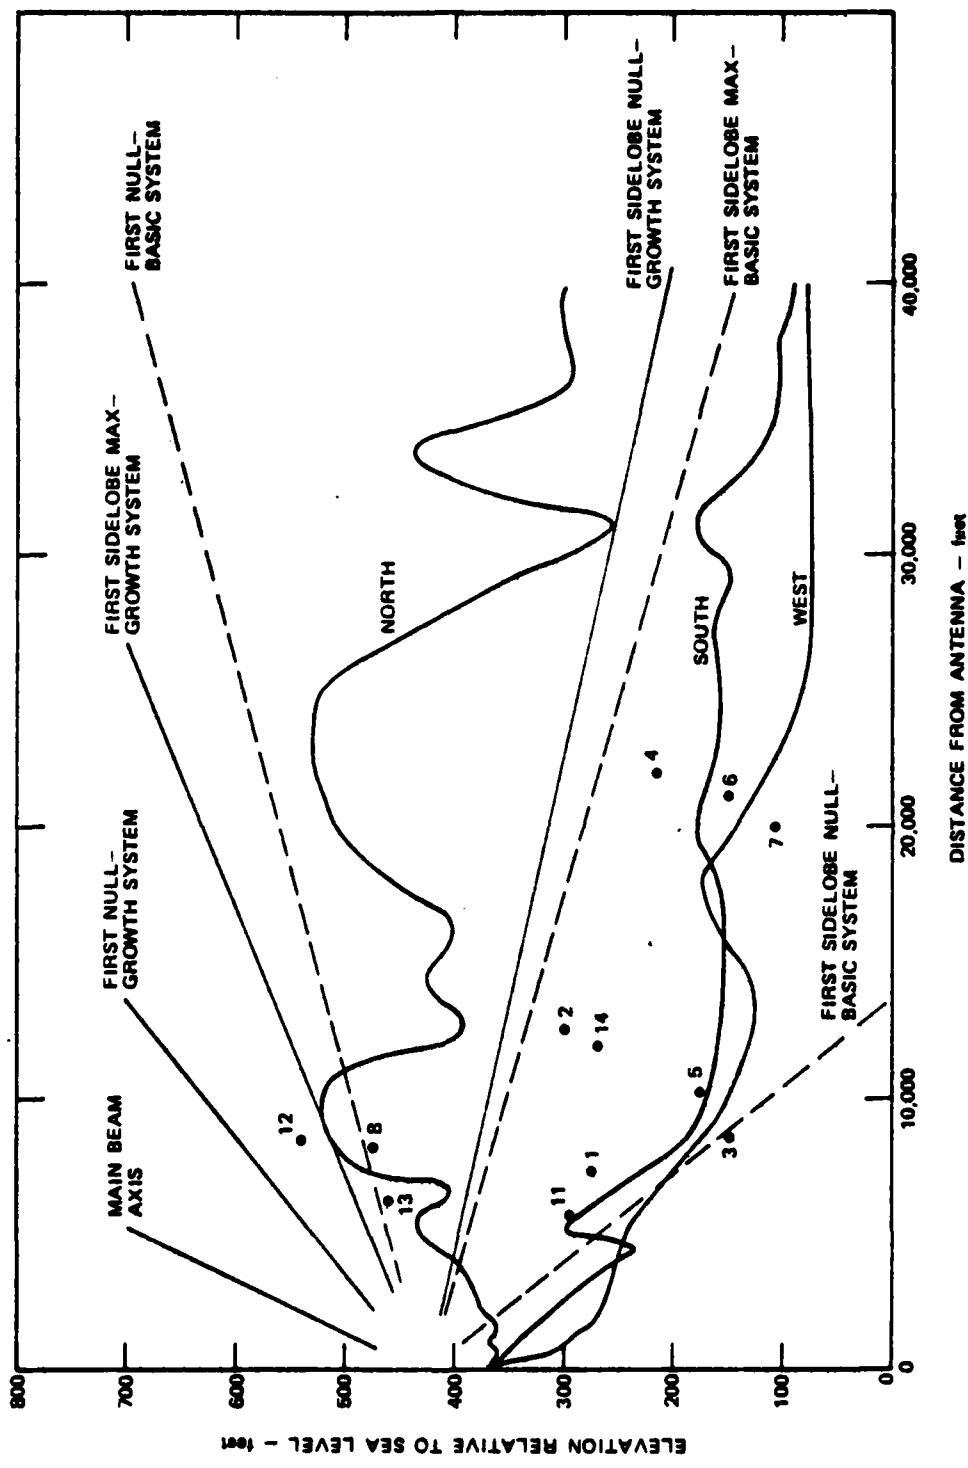 800
700
600
500
400
300
200
100
0
ELEVATION RELATIVE TO SEA LEVEL — feet
MAIN BEAM
AXIS
FIRST NULL—
GROWTH SYSTEM
FIRST SIDELOBE MAX—
GROWTH SYSTEM
FIRST NULL—
BASIC SYSTEM
NORTH
FIRST SIDELOBE NULL—
GROWTH SYSTEM
FIRST SIDELOBE MAX—
BASIC SYSTEM
SOUTH
WEST
FIRST SIDELOBE NULL—
BASIC SYSTEM
12
8
13
11
1
2
14
5
3
4
6
7
0
10,000
20,000
30,000
40,000
DISTANCE FROM ANTENNA — feet